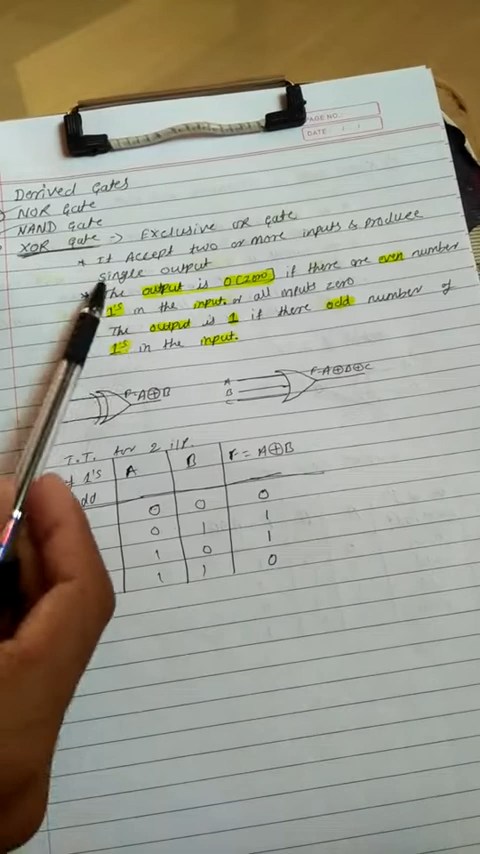 PAGE NO.:
DATE: / /
Derived Gates
NOR Gate
NAND Gate
XOR gate -> Exclusive OR gate
* It Accept two or more inputs & produce
single output
* The output is 0 (zero) if there are even number
1's in the input. or all inputs zero
The output is 1 if there odd number of
1's in the input.
F=A⊕B
A
B
C
F=A⊕B⊕C
T.T. for 2 i/p.
f 1's A B F = A⊕B
dd
0 0 0
0 1 1
1 0 1
1 1 0